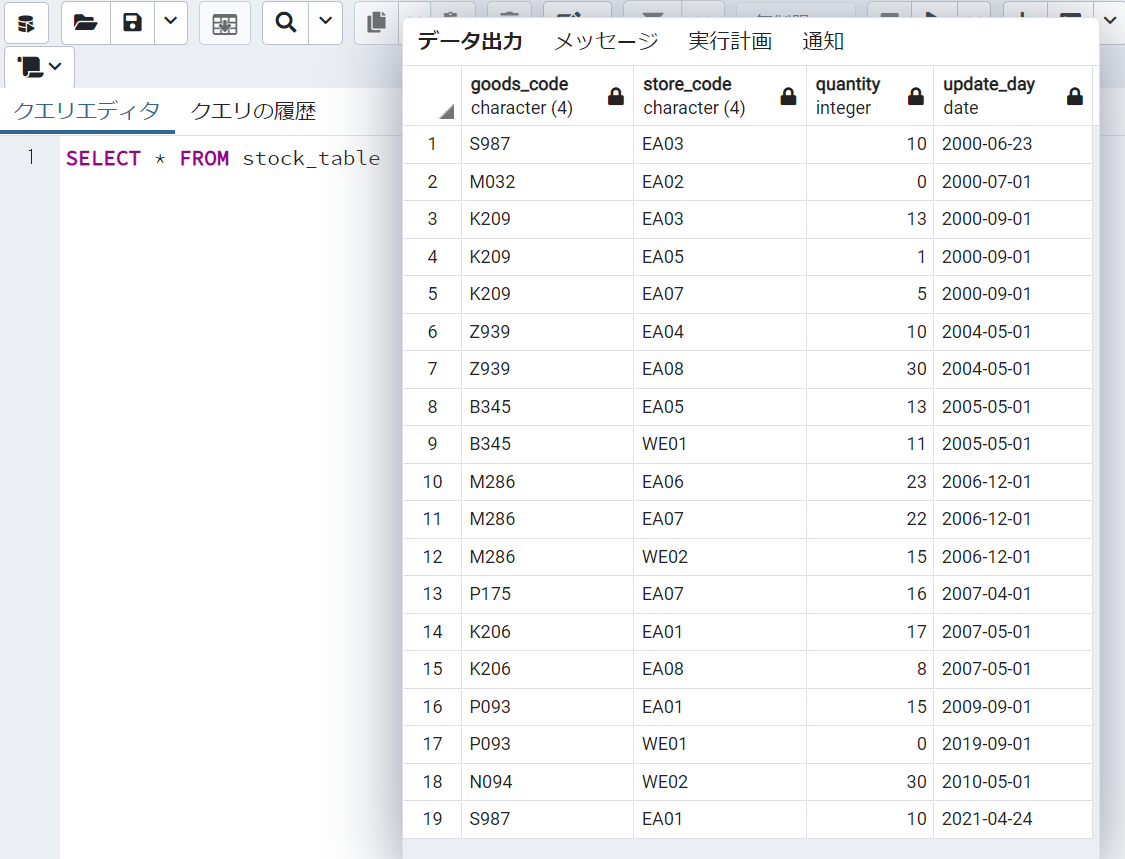 データ出力 メッセージ 実行計画 通知
クエリエディタ クエリの履歴
1 SELECT * FROM stock_table
goods_code store_code quantity update_day
character (4) character (4) integer date
1 S987 EA03 10 2000-06-23
2 M032 EA02 0 2000-07-01
3 K209 EA03 13 2000-09-01
4 K209 EA05 1 2000-09-01
5 K209 EA07 5 2000-09-01
6 Z939 EA04 10 2004-05-01
7 Z939 EA08 30 2004-05-01
8 B345 EA05 13 2005-05-01
9 B345 WE01 11 2005-05-01
10 M286 EA06 23 2006-12-01
11 M286 EA07 22 2006-12-01
12 M286 WE02 15 2006-12-01
13 P175 EA07 16 2007-04-01
14 K206 EA01 17 2007-05-01
15 K206 EA08 8 2007-05-01
16 P093 EA01 15 2009-09-01
17 P093 WE01 0 2019-09-01
18 N094 WE02 30 2010-05-01
19 S987 EA01 10 2021-04-24